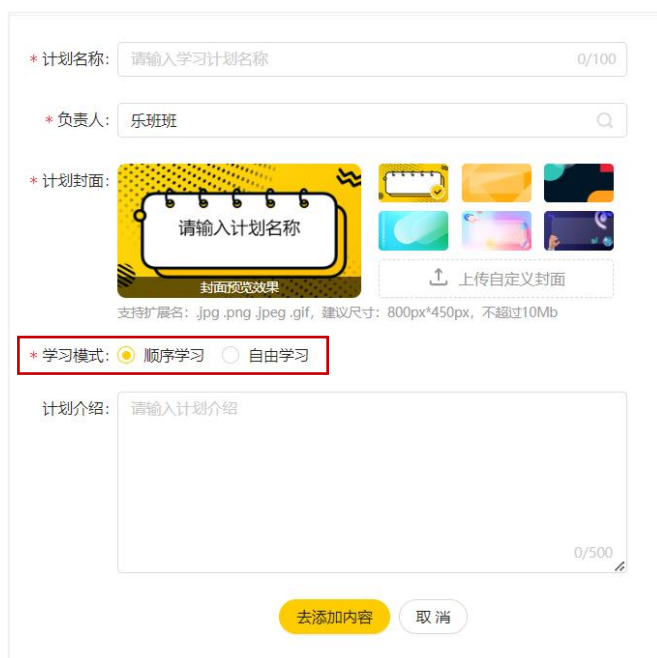 * 计划名称: 请输入学习计划名称 0/100
* 负责人: 乐班班
* 计划封面:
请输入计划名称
封面预览效果
上传自定义封面
支持扩展名: .jpg .png .jpeg .gif, 建议尺寸: 800px*450px, 不超过10Mb
* 学习模式: 顺序学习 自由学习
计划介绍: 请输入计划介绍
0/500
去添加内容 取 消